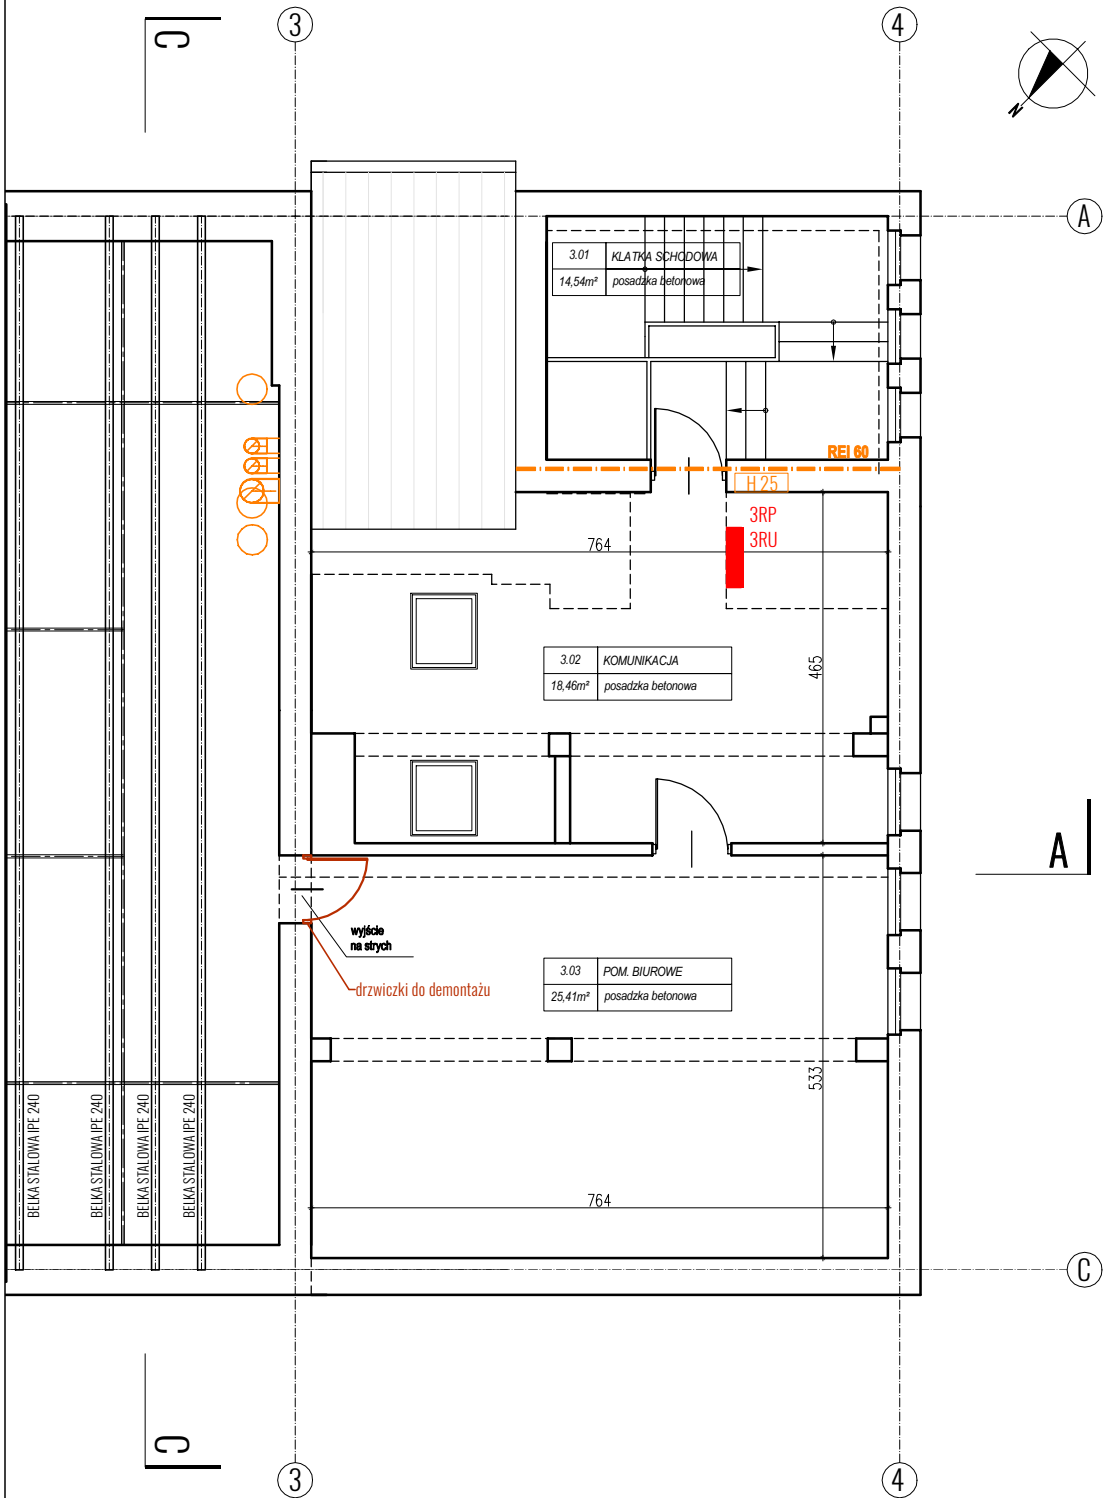 C
3
4
N
A
3.01 KLATKA SCHODOWA
14,54m² posadzka betonowa
REI 60
H 25
3RP
3RU
764
465
3.02 KOMUNIKACJA
18,46m² posadzka betonowa
A
wyjście
na strych
drzwiczki do demontażu
3.03 POM. BIUROWE
25,41m² posadzka betonowa
533
BELKA STALOWA IPE 240
BELKA STALOWA IPE 240
BELKA STALOWA IPE 240
BELKA STALOWA IPE 240
764
C
C
3
4